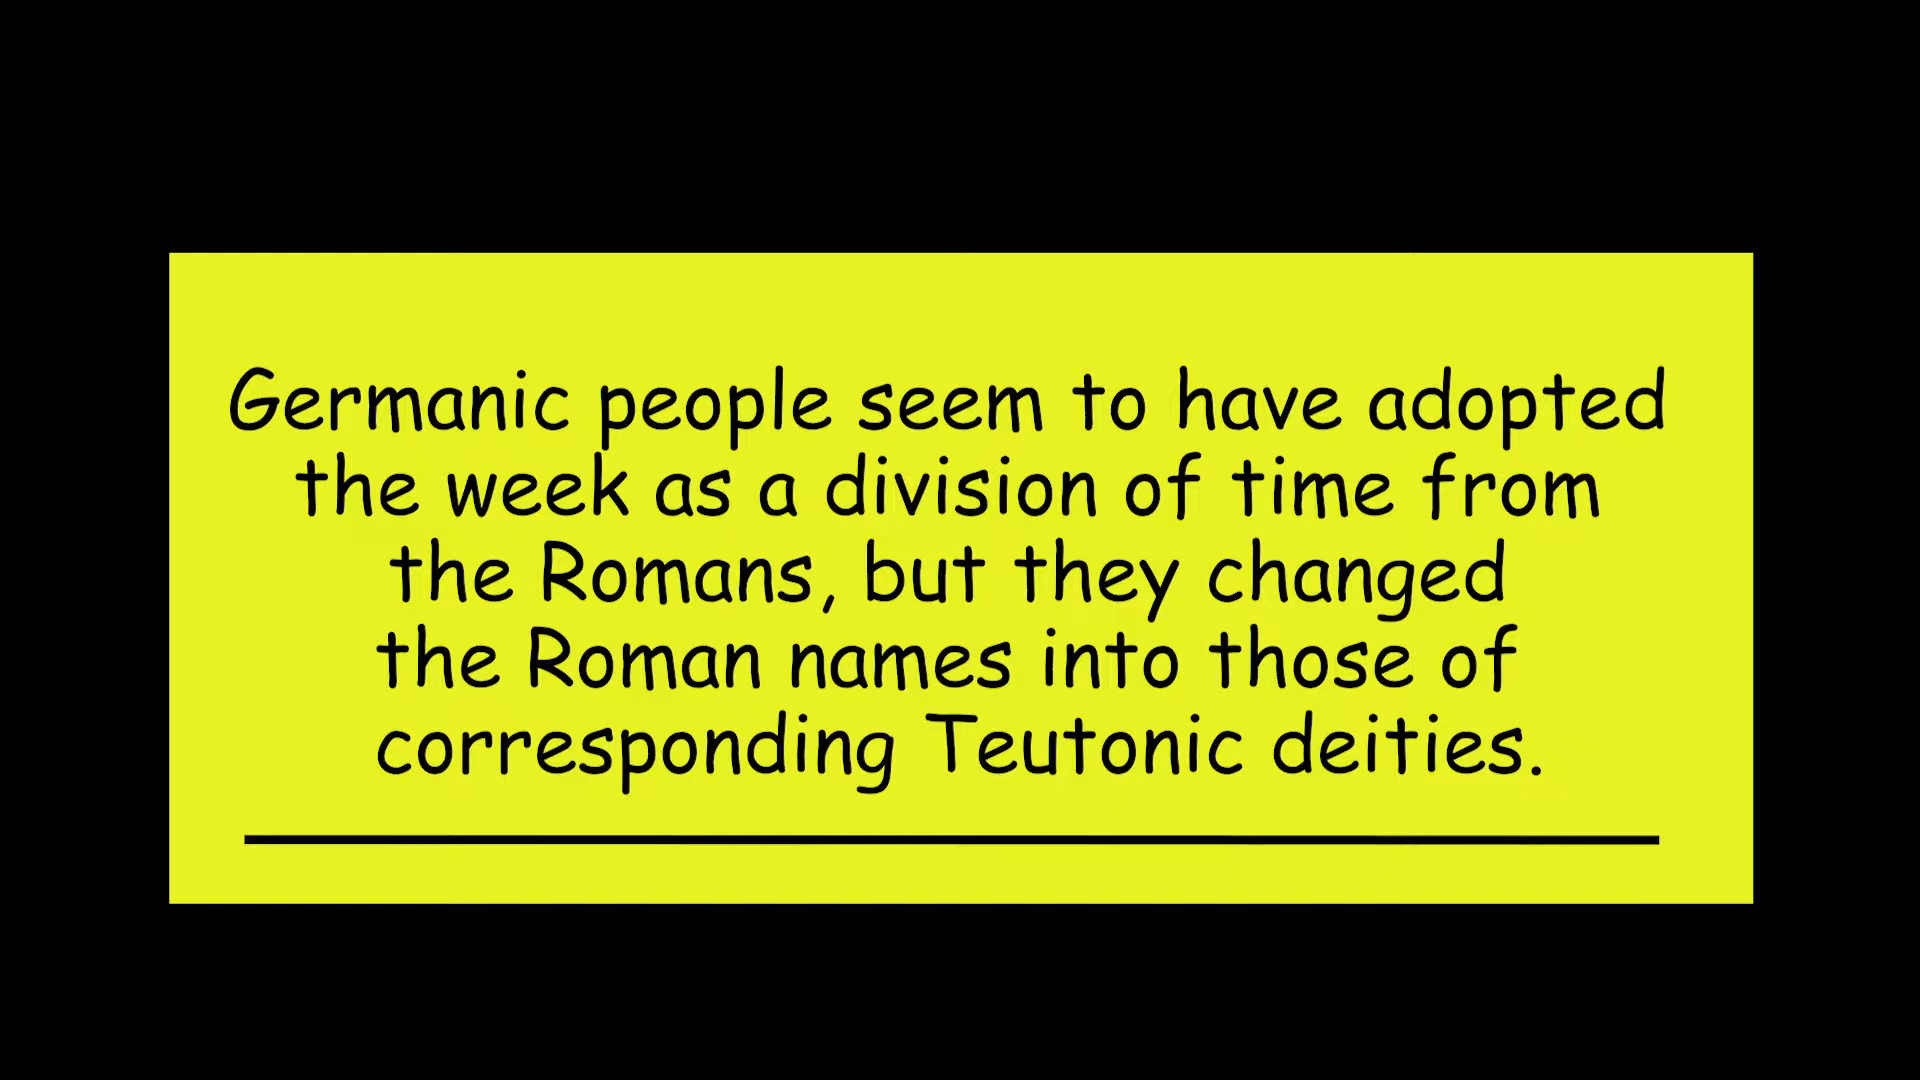 Germanic people seem to have adopted
the week as a division of time from
the Romans, but they changed
the Roman names into those of
corresponding Teutonic deities.